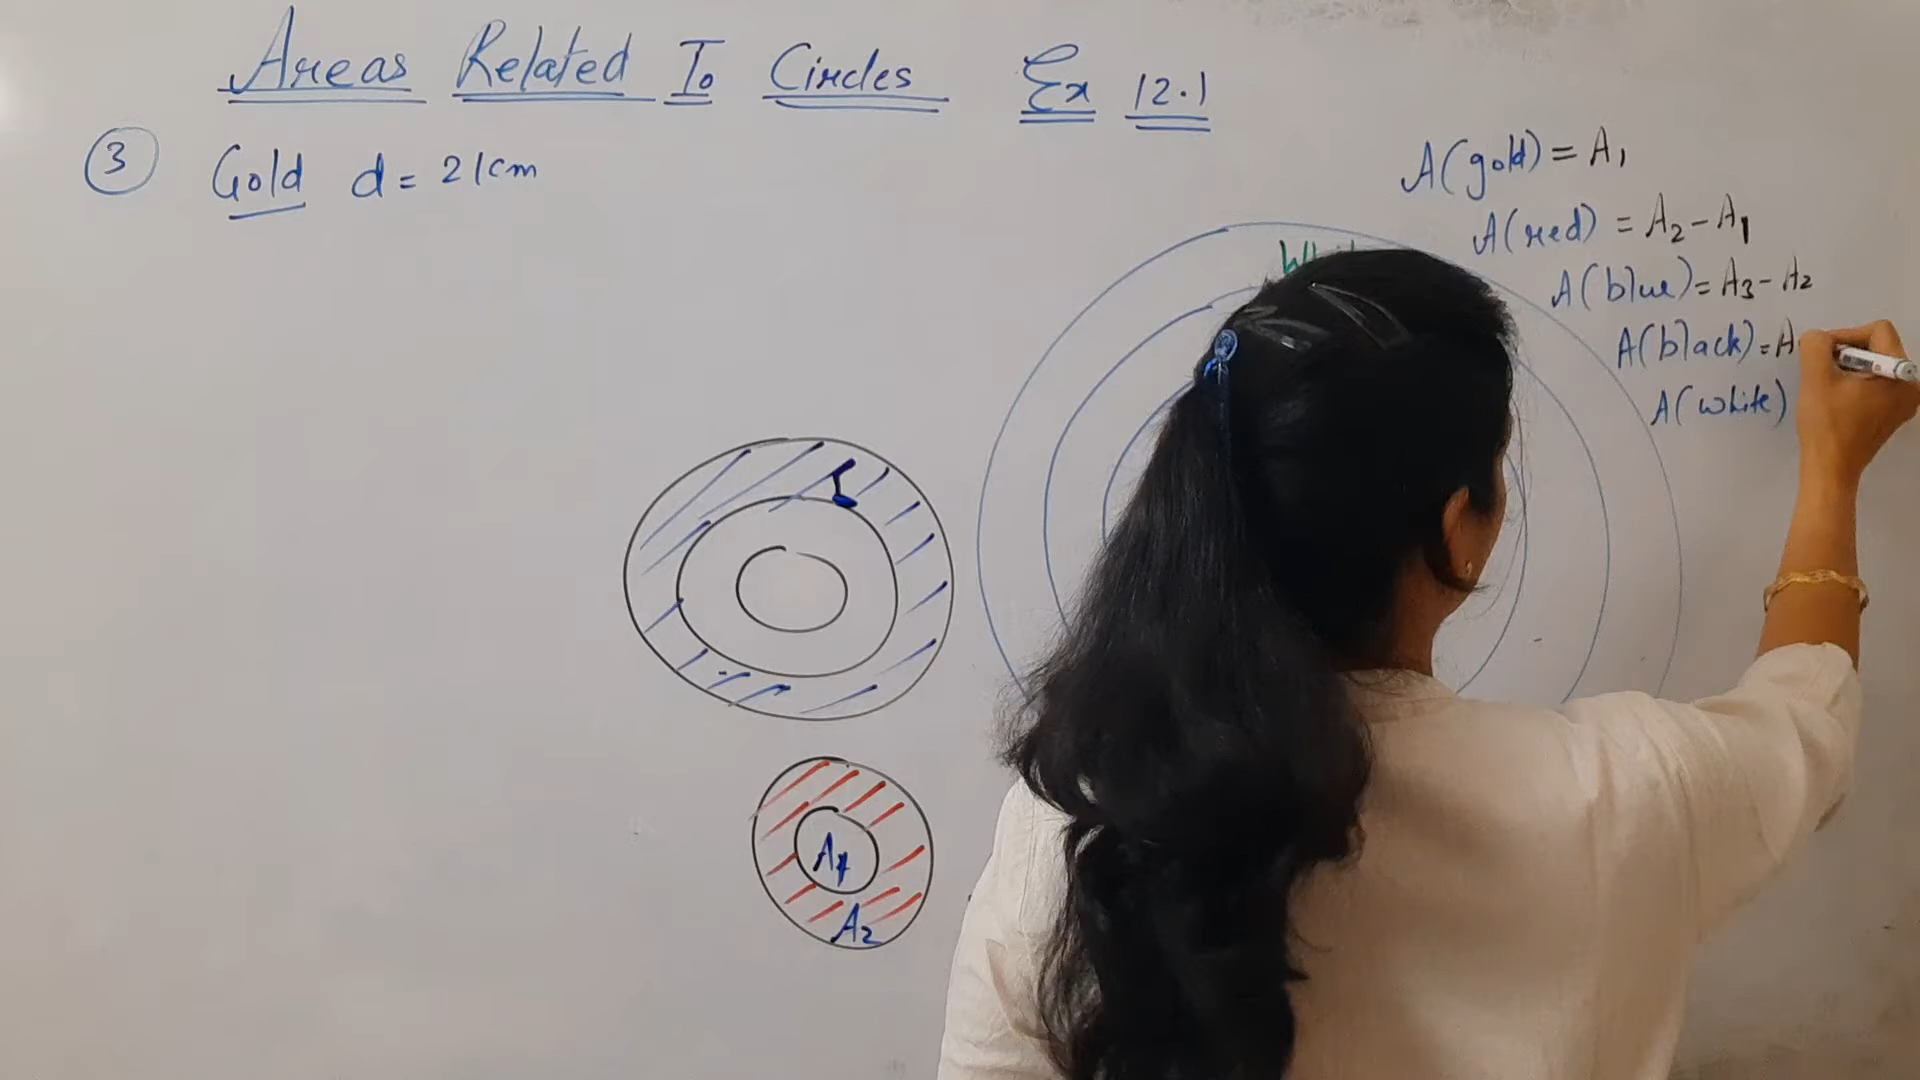 Areas Related To Circles Ex 12.1
3 Gold d = 21cm
A(gold) = A1
A(red) = A2 - A1
A(blue) = A3 - A2
A(black) = A
A(white)
A1
A2